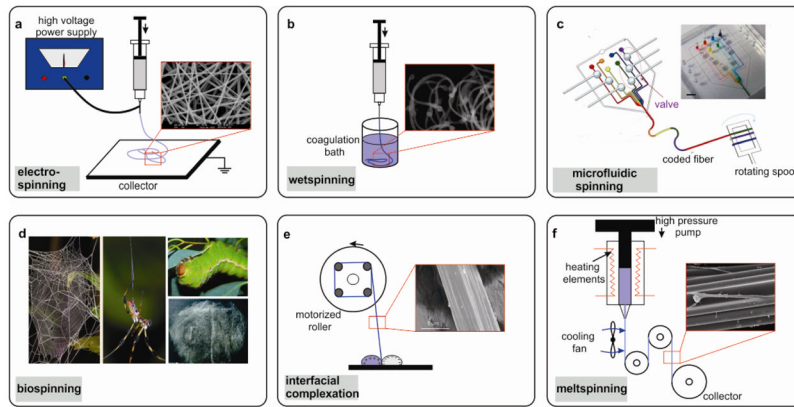 a
high voltage
power supply
collector
electro-
spinning
b
coagulation
bath
wetspinning
c
valve
coded fiber
rotating spool
microfluidic
spinning
d
biospinning
e
motorized
roller
interfacial
complexation
f
high pressure
pump
heating
elements
cooling
fan
collector
meltspinning